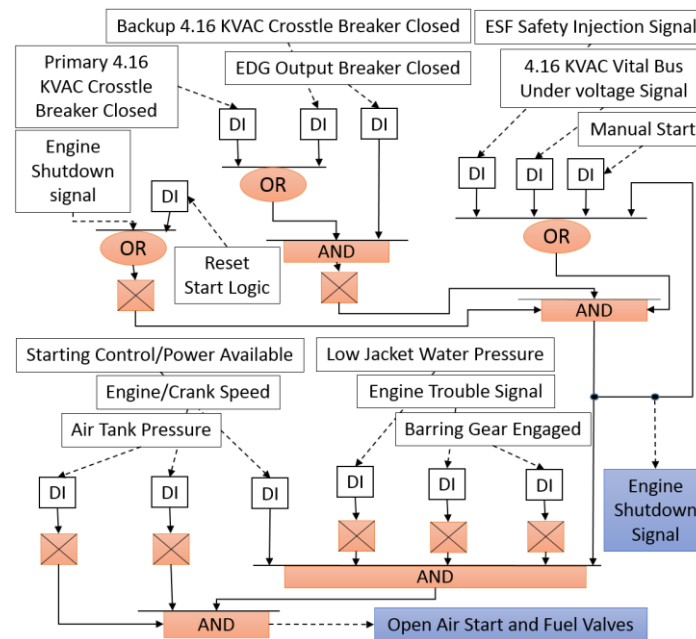 Backup 4.16 KVAC Crosstle Breaker Closed
ESF Safety Injection Signal
Primary 4.16
KVAC Crosstle
Breaker Closed
EDG Output Breaker Closed
4.16 KVAC Vital Bus
Under voltage Signal
Manual Start
Engine
Shutdown
signal
DI
DI
DI
DI
DI
DI
DI
OR
OR
OR
AND
Reset
Start Logic
AND
Starting Control/Power Available
Low Jacket Water Pressure
Engine/Crank Speed
Engine Trouble Signal
Air Tank Pressure
Barring Gear Engaged
DI
DI
DI
DI
DI
DI
Engine
Shutdown
Signal
AND
AND
Open Air Start and Fuel Valves